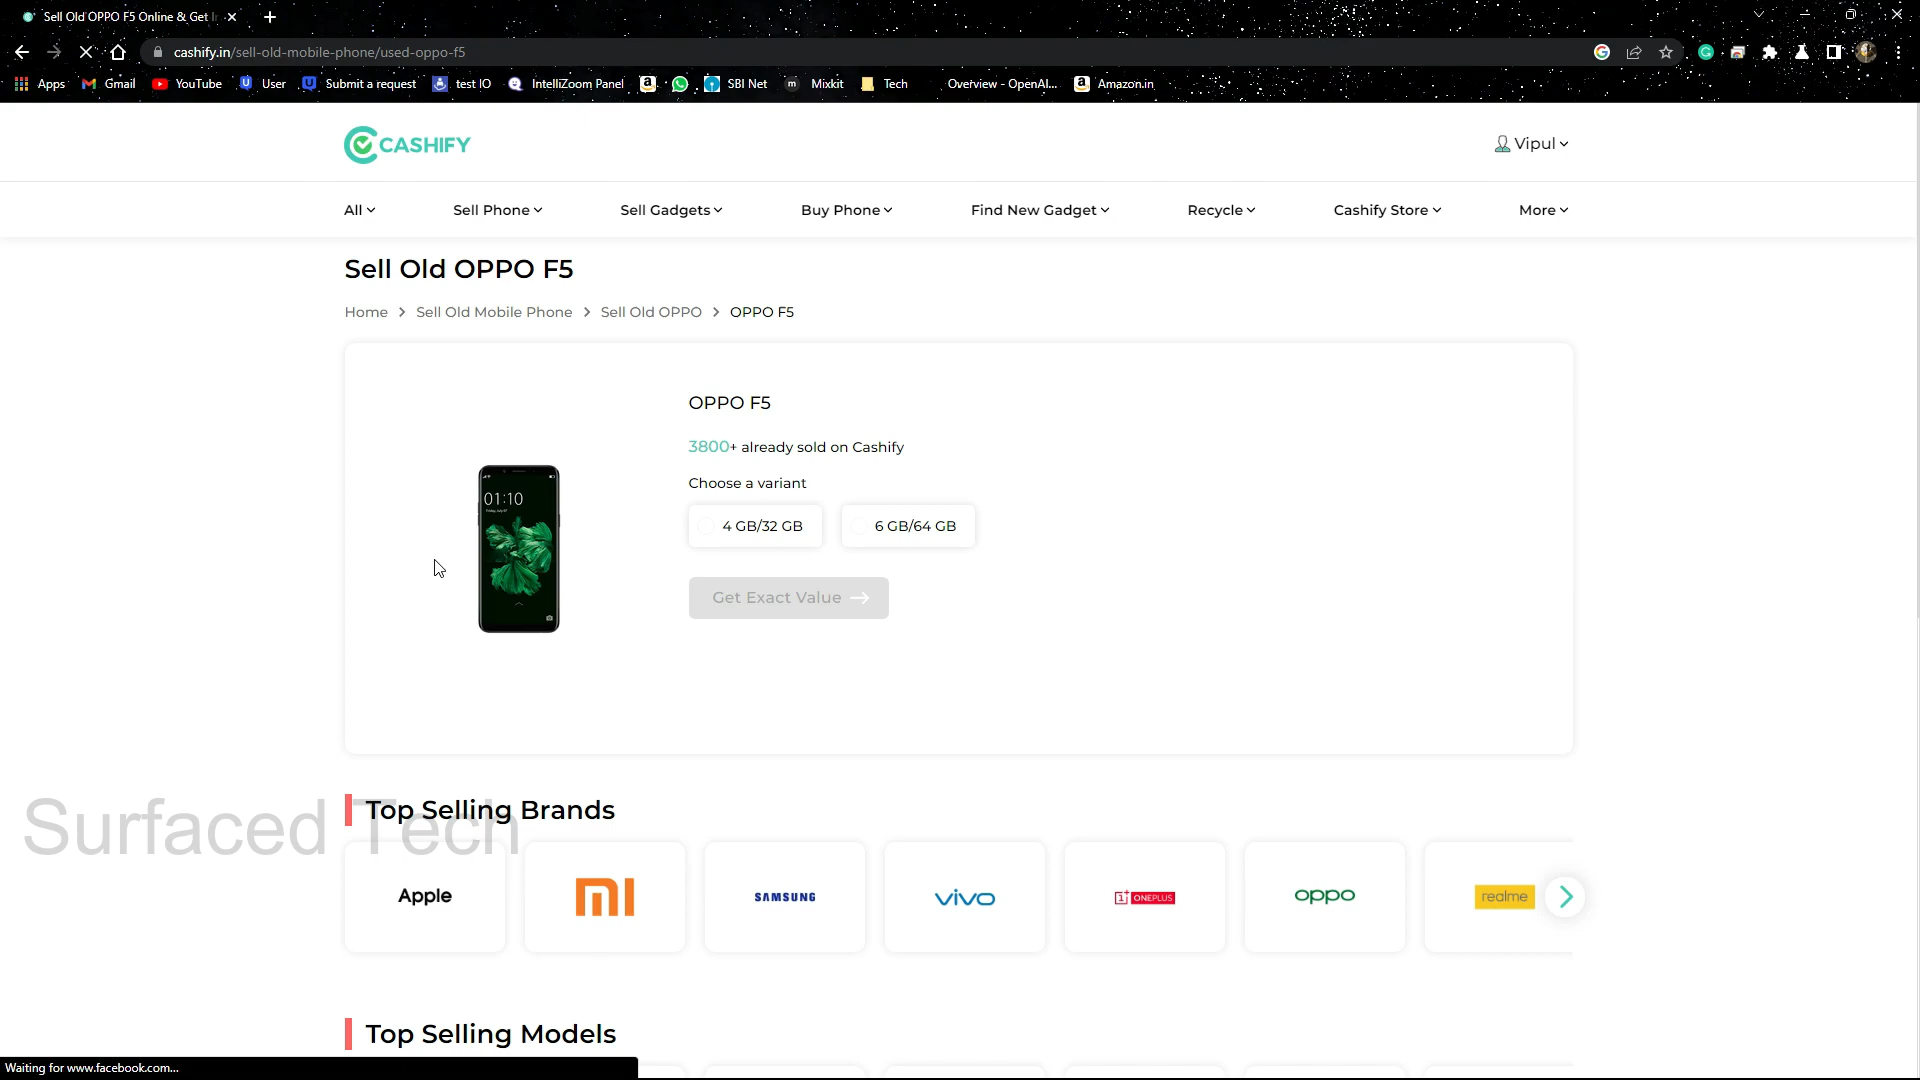 Sell Old OPPO F5 Online & Get In
cashify.in/sell-old-mobile-phone/used-oppo-f5
Apps Gmail YouTube User Submit a request test IO IntelliZoom Panel SBI Net Mixkit Tech Overview - OpenAI... Amazon.in
CASHIFY
Vipul
All Sell Phone Sell Gadgets Buy Phone Find New Gadget Recycle Cashify Store More
Sell Old OPPO F5
Home > Sell Old Mobile Phone > Sell Old OPPO > OPPO F5
OPPO F5
3800+ already sold on Cashify
Choose a variant
4 GB/32 GB 6 GB/64 GB
01:10
Get Exact Value
Surfaced Tech
Top Selling Brands
Apple MI SAMSUNG vivo ONEPLUS oppo realme
Top Selling Models
Waiting for www.facebook.com...